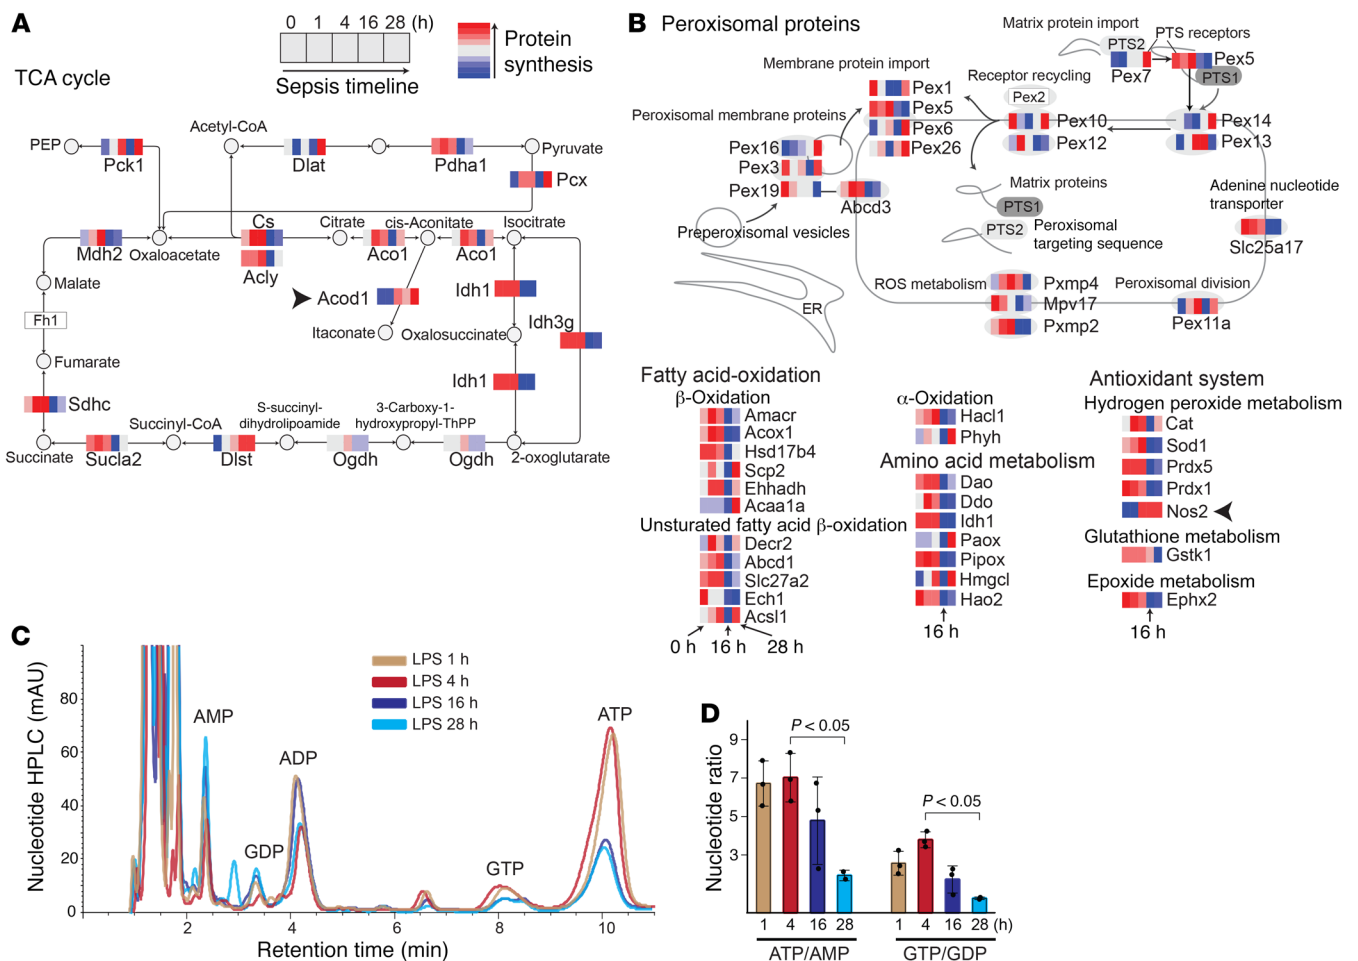 A
0 1 4 16 28 (h)
Sepsis timeline
Protein
synthesis
TCA cycle
PEP
Pck1
Acetyl-CoA
Dlat
Pdha1
Pyruvate
Pcx
Mdh2
Oxaloacetate
Cs
Acly
Citrate
Aco1
cis-Aconitate
Aco1
Isocitrate
Malate
Acod1
Idh1
Idh3g
Fh1
Itaconate
Oxalosuccinate
Fumarate
Idh1
Sdhc
Succinyl-CoA
S-succinyl-
dihydrolipoamide
3-Carboxy-1-
hydroxypropyl-ThPP
Succinate
Sucla2
Dlst
Ogdh
Ogdh
2-oxoglutarate
B
Peroxisomal proteins
Matrix protein import
PTS2
PTS receptors
Pex7
Pex5
PTS1
Membrane protein import
Receptor recycling
Pex1
Pex5
Pex6
Pex26
Pex2
Pex10
Pex12
Pex14
Pex13
Peroxisomal membrane proteins
Pex16
Pex3
Pex19
Abcd3
Matrix proteins
PTS1
PTS2
Peroxisomal
targeting sequence
Adenine nucleotide
transporter
Slc25a17
Preperoxisomal vesicles
ER
ROS metabolism
Pxmp4
Mpv17
Pxmp2
Peroxisomal division
Pex11a
Fatty acid-oxidation
β-Oxidation
Amacr
Acox1
Hsd17b4
Scp2
Ehhadh
Acaa1a
Unsturated fatty acid β-oxidation
Decr2
Abcd1
Slc27a2
Ech1
Acsl1
0 h 16 h 28 h
α-Oxidation
Hacl1
Phyh
Amino acid metabolism
Dao
Ddo
Idh1
Paox
Pipox
Hmgcl
Hao2
16 h
Antioxidant system
Hydrogen peroxide metabolism
Cat
Sod1
Prdx5
Prdx1
Nos2
Glutathione metabolism
Gstk1
Epoxide metabolism
Ephx2
16 h
C
Nucleotide HPLC (mAU)
80
60
40
20
0
AMP
GDP
ADP
GTP
ATP
LPS 1 h
LPS 4 h
LPS 16 h
LPS 28 h
2 4 6 8 10
Retention time (min)
D
Nucleotide ratio
9
7
5
3
P < 0.05
P < 0.05
1 4 16 28 1 4 16 28 (h)
ATP/AMP GTP/GDP